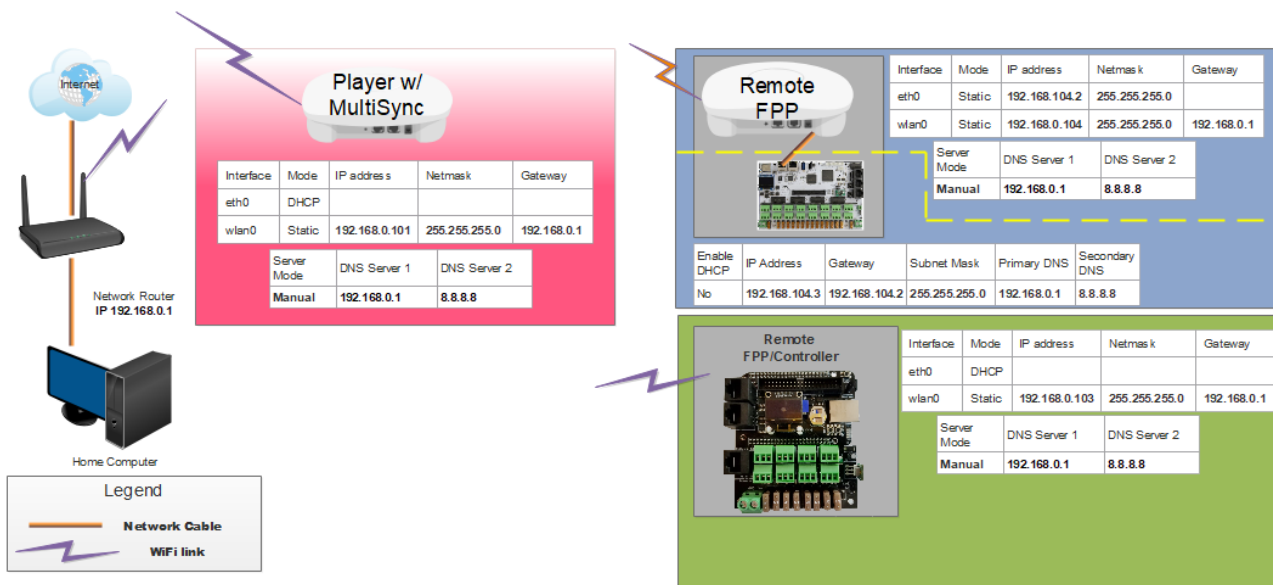 Internet
Network Router
IP 192.168.0.1
Home Computer
Legend
Network Cable
WiFi link
Player w/
MultiSync
Interface Mode IP address Netmask Gateway
eth0 DHCP
wlan0 Static 192.168.0.101 255.255.255.0 192.168.0.1
Server
Mode DNS Server 1 DNS Server 2
Manual 192.168.0.1 8.8.8.8
Remote
FPP
Interface Mode IP address Netmask Gateway
eth0 Static 192.168.104.2 255.255.255.0
wlan0 Static 192.168.0.104 255.255.255.0 192.168.0.1
Server
Mode DNS Server 1 DNS Server 2
Manual 192.168.0.1 8.8.8.8
Enable
DHCP IP Address Gateway Subnet Mask Primary DNS Secondary
DNS
No 192.168.104.3 192.168.104.2 255.255.255.0 192.168.0.1 8.8.8.8
Remote
FPP/Controller
Interface Mode IP address Netmask Gateway
eth0 DHCP
wlan0 Static 192.168.0.103 255.255.255.0 192.168.0.1
Server
Mode DNS Server 1 DNS Server 2
Manual 192.168.0.1 8.8.8.8